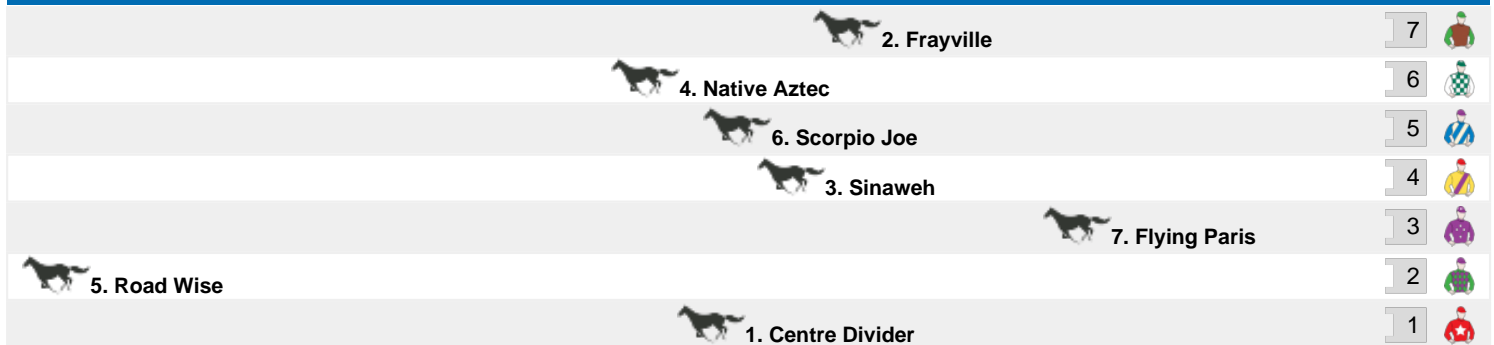 2. Frayville 7
4. Native Aztec 6
6. Scorpio Joe 5
3. Sinaweh 4
7. Flying Paris 3
5. Road Wise 2
1. Centre Divider 1